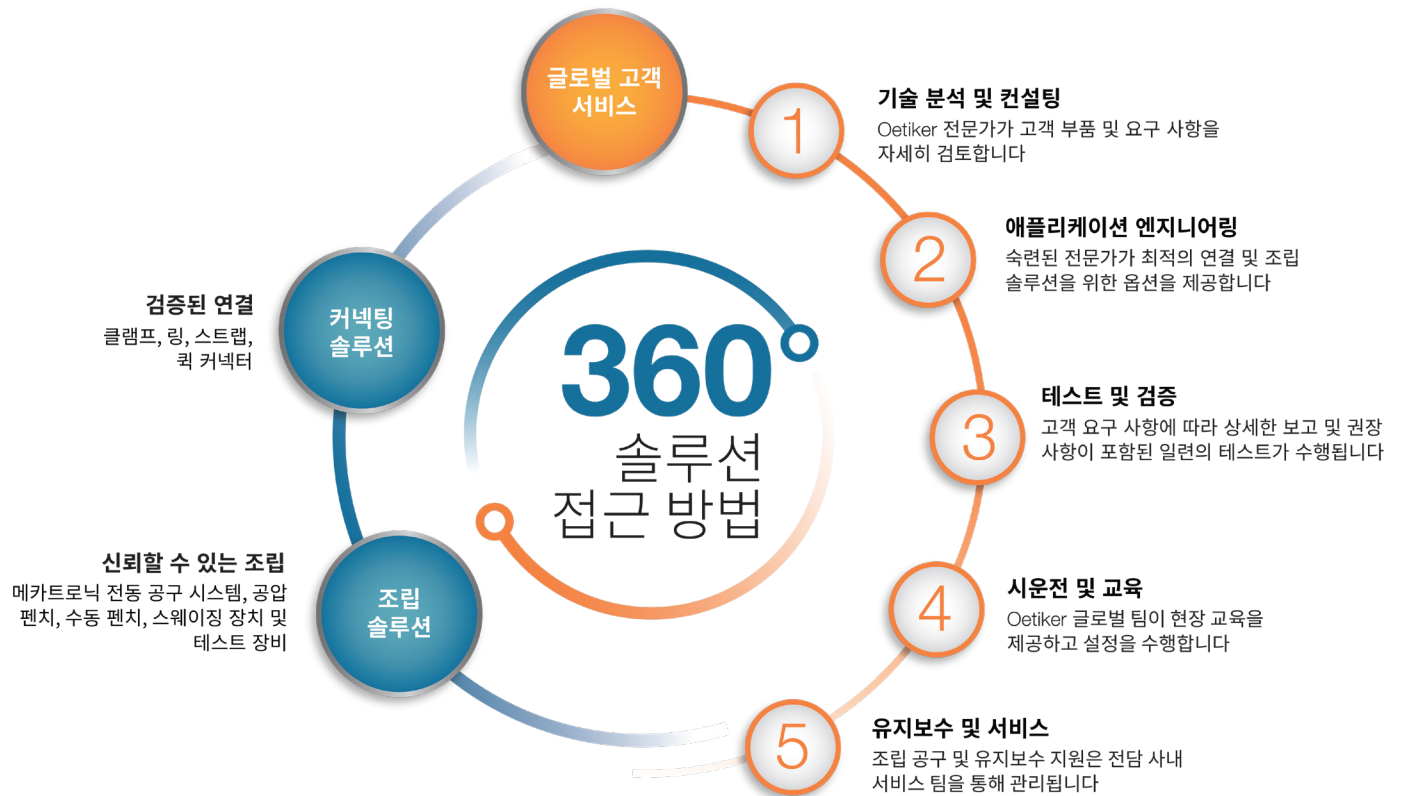 글로벌 고객
서비스
1
기술 분석 및 컨설팅
Oetiker 전문가가 고객 부품 및 요구 사항을
자세히 검토합니다
2
애플리케이션 엔지니어링
숙련된 전문가가 최적의 연결 및 조립
솔루션을 위한 옵션을 제공합니다
3
테스트 및 검증
고객 요구 사항에 따라 상세한 보고 및 권장
사항이 포함된 일련의 테스트가 수행됩니다
4
시운전 및 교육
Oetiker 글로벌 팀이 현장 교육을
제공하고 설정을 수행합니다
5
유지보수 및 서비스
조립 공구 및 유지보수 지원은 전담 사내
서비스 팀을 통해 관리됩니다
커넥팅
솔루션
검증된 연결
클램프, 링, 스트랩,
퀵 커넥터
조립
솔루션
신뢰할 수 있는 조립
메카트로닉 전동 공구 시스템, 공압
펜치, 수동 펜치, 스웨이징 장치 및
테스트 장비
360
솔루션
접근 방법